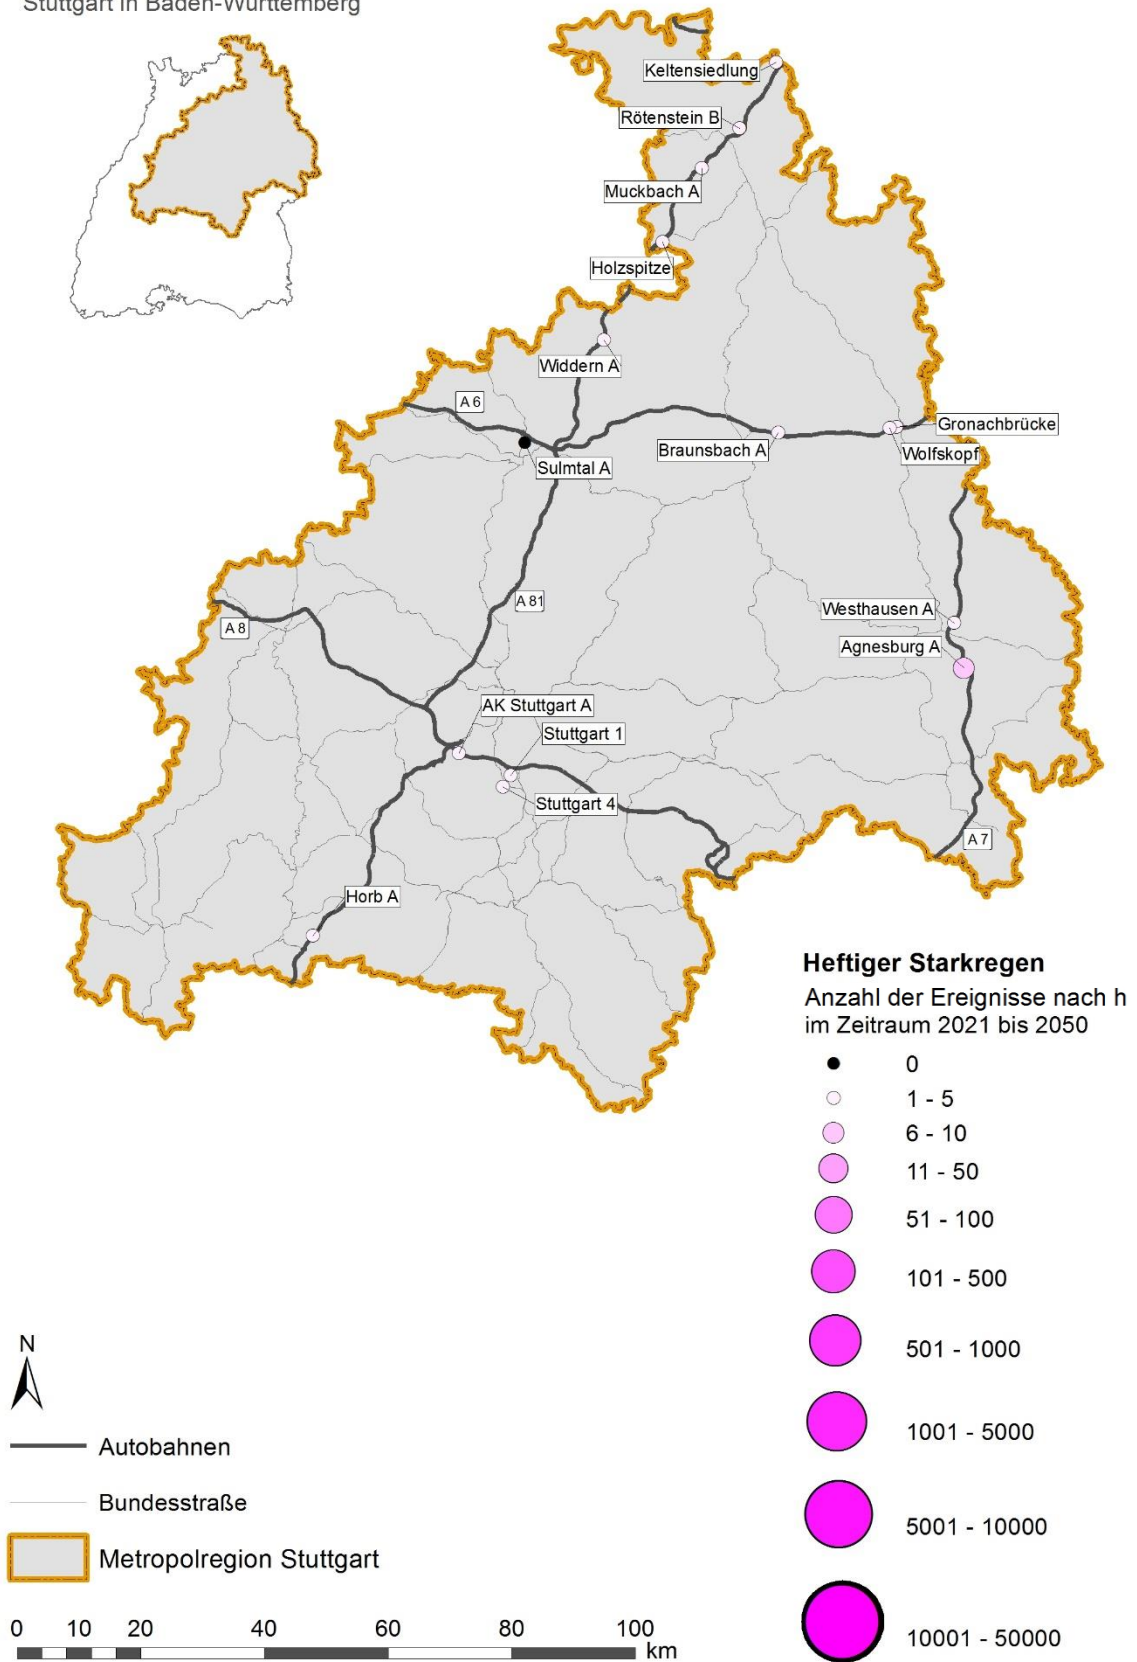 Stuttgart in Baden-Württemberg
Keltensiedlung
Rötenstein B
Muckbach A
Holzspitze
Widdern A
A 6
Gronachbrücke
Braunsbach A
Wolfskopf
Sulmtal A
A 81
Westhausen A
A 8
Agnesburg A
AK Stuttgart A
Stuttgart 1
Stuttgart 4
A 7
Horb A
Heftiger Starkregen
Anzahl der Ereignisse nach h
im Zeitraum 2021 bis 2050
0
1 - 5
6 - 10
11 - 50
51 - 100
101 - 500
501 - 1000
1001 - 5000
5001 - 10000
10001 - 50000
N
Autobahnen
Bundesstraße
Metropolregion Stuttgart
0 10 20 40 60 80 100
km